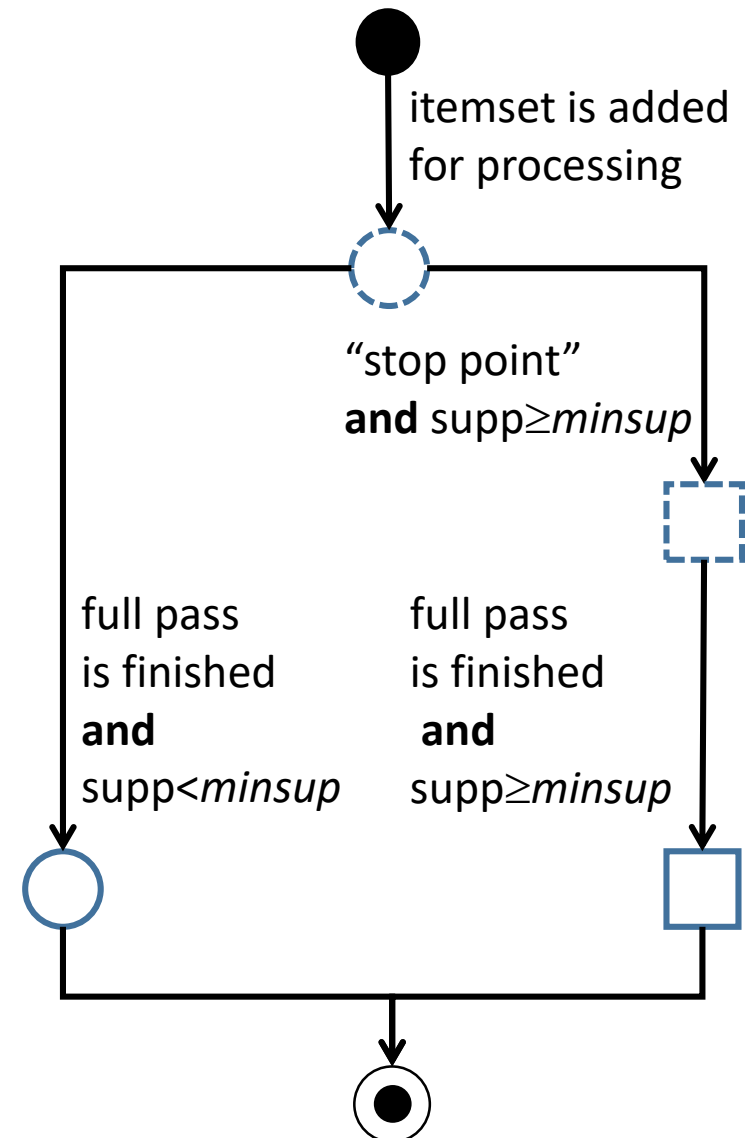 itemset is added
for processing
“stop point”
and supp≥minsup
full pass
is finished
and
supp<minsup
full pass
is finished
and
supp≥minsup